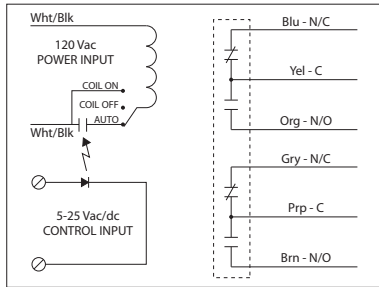 Wht/Blk
120 Vac
POWER INPUT
COIL ON
COIL OFF
AUTO
Wht/Blk
5-25 Vac/dc
CONTROL INPUT
Blu - N/C
Yel - C
Org - N/O
Gry - N/C
Prp - C
Brn - N/O